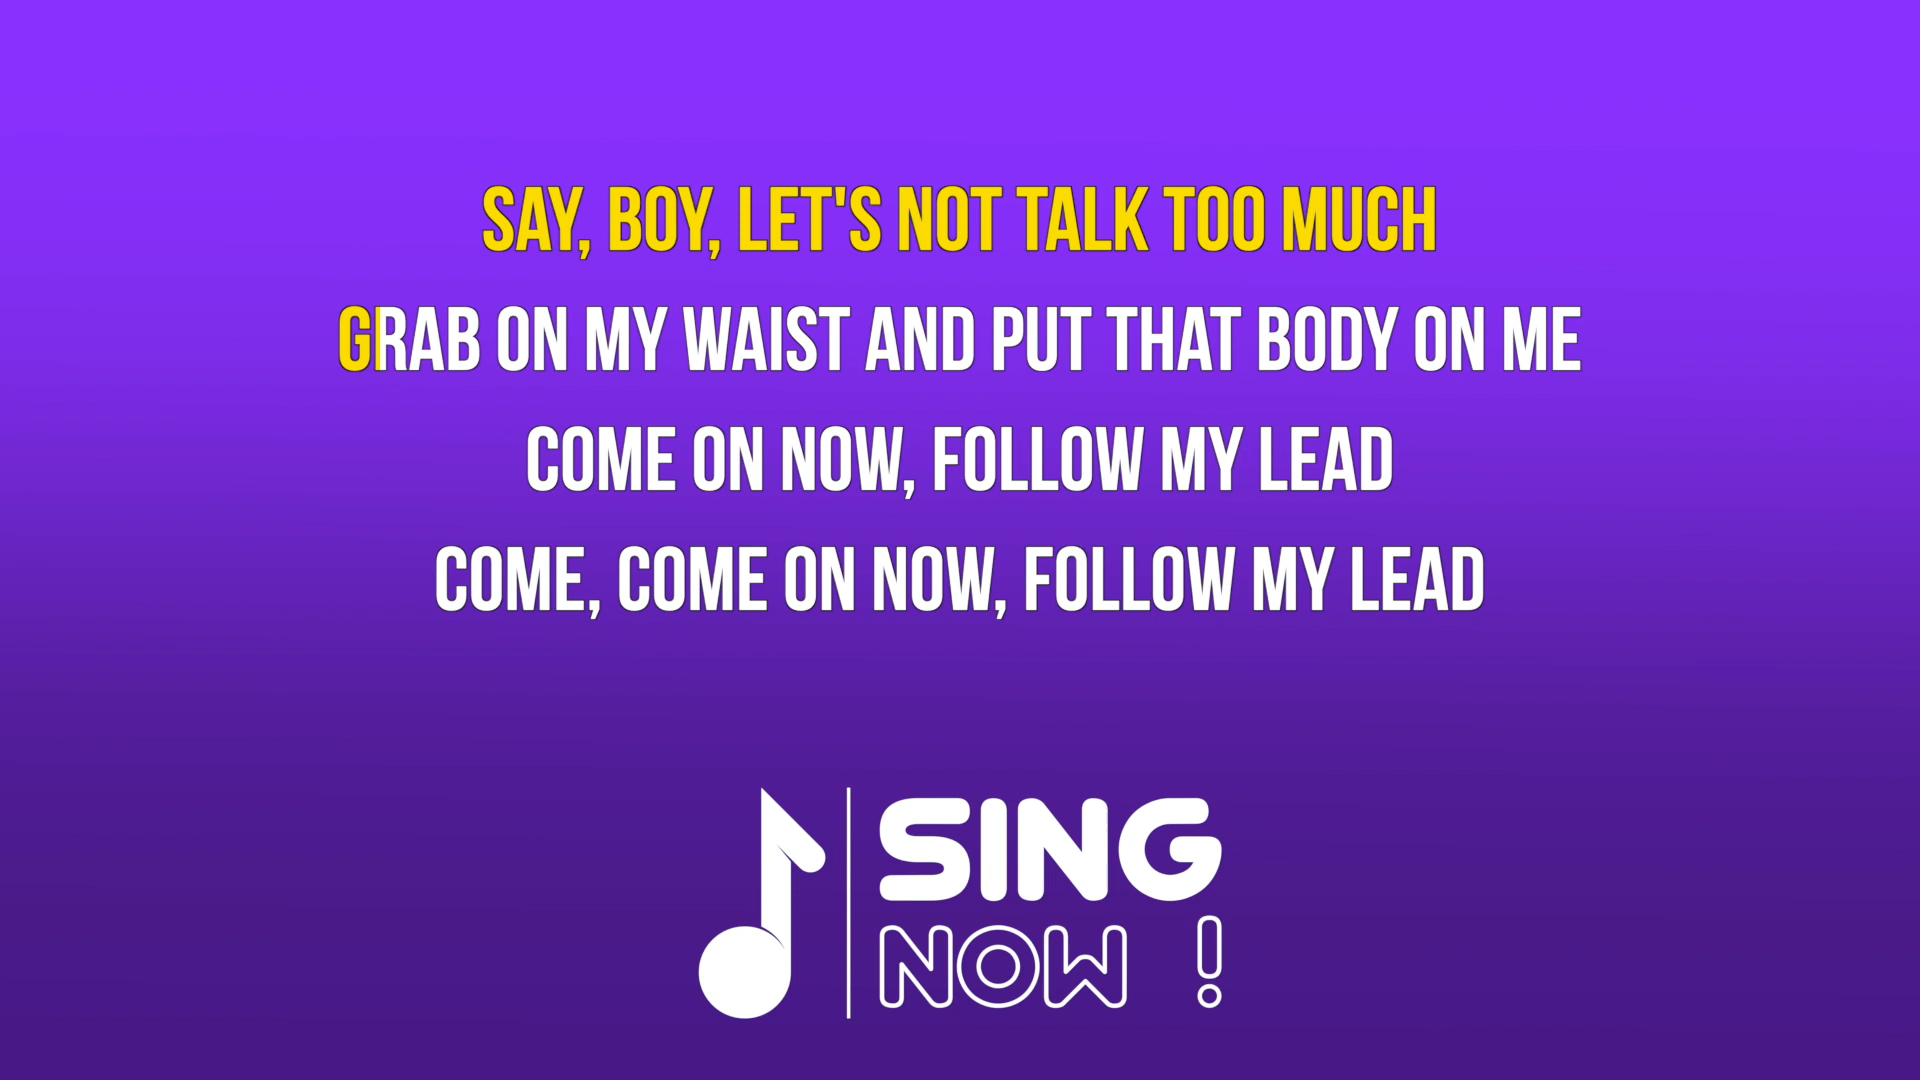 SAY, BOY, LET'S NOT TALK TOO MUCH
GRAB ON MY WAIST AND PUT THAT BODY ON ME
COME ON NOW, FOLLOW MY LEAD
COME, COME ON NOW, FOLLOW MY LEAD
SING
NOW !